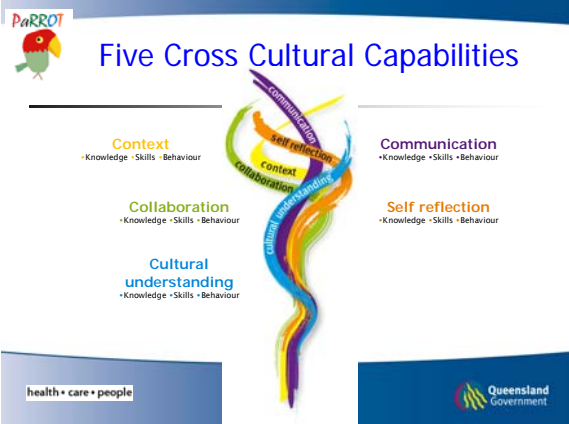 PaRROT
Five Cross Cultural Capabilities
communication
self reflection
context
collaboration
cultural understanding
Context
•Knowledge •Skills •Behaviour
Communication
•Knowledge •Skills •Behaviour
Collaboration
•Knowledge •Skills •Behaviour
Self reflection
•Knowledge •Skills •Behaviour
Cultural
understanding
•Knowledge •Skills •Behaviour
health • care • people
Queensland
Government